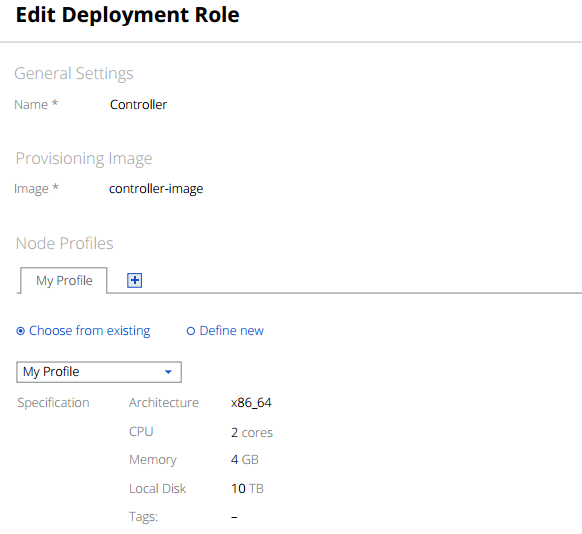 Edit Deployment Role
General Settings
Name * Controller
Provisioning Image
Image * controller-image
Node Profiles
My Profile +
Choose from existing Define new
My Profile
Specification Architecture x86_64
CPU 2 cores
Memory 4 GB
Local Disk 10 TB
Tags: –